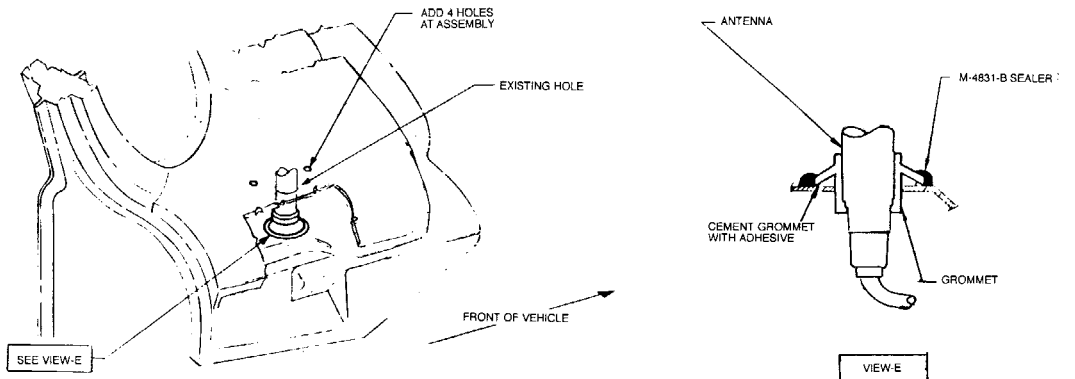 ADD 4 HOLES
AT ASSEMBLY
EXISTING HOLE
FRONT OF VEHICLE
SEE VIEW-E
ANTENNA
M-4831-B SEALER
CEMENT GROMMET
WITH ADHESIVE
GROMMET
VIEW-E